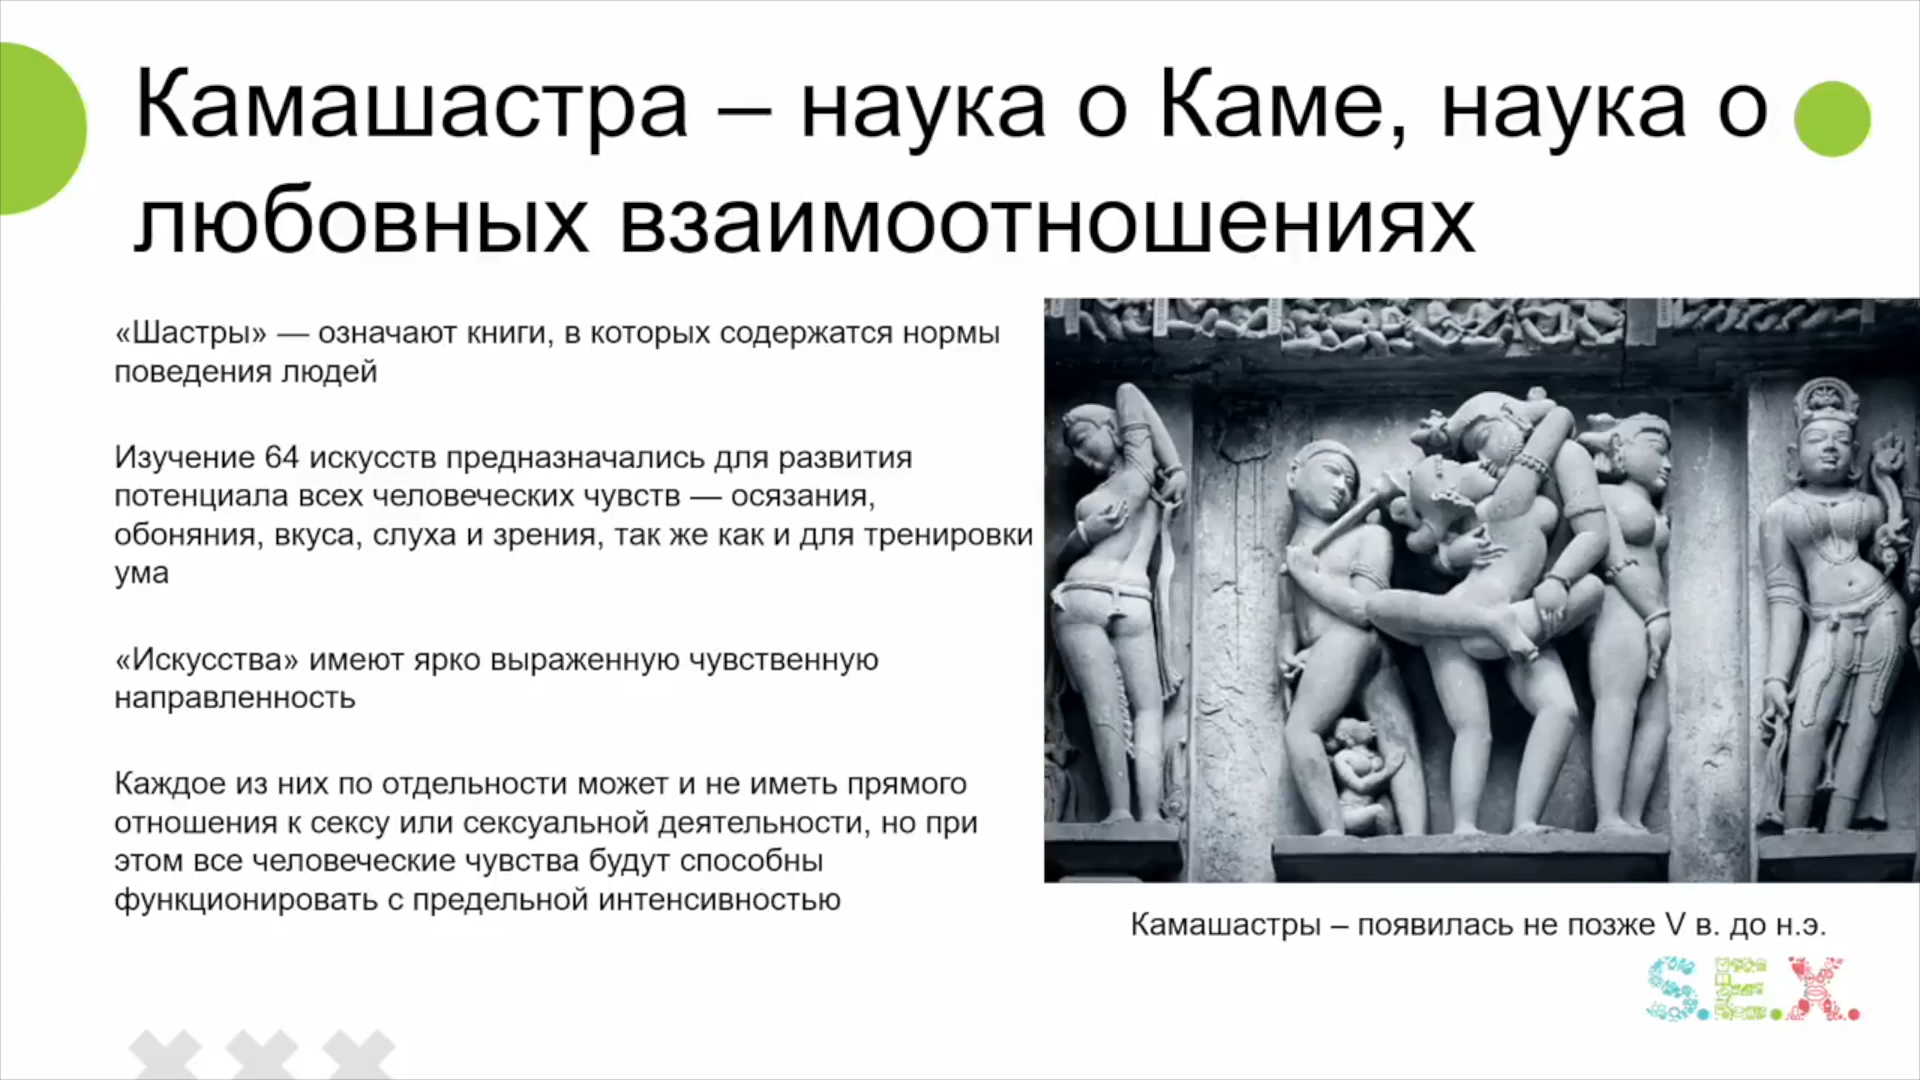 Камашастра – наука о Каме, наука о
любовных взаимоотношениях
«Шастры» — означают книги, в которых содержатся нормы
поведения людей
Изучение 64 искусств предназначались для развития
потенциала всех человеческих чувств — осязания,
обоняния, вкуса, слуха и зрения, так же как и для тренировки
ума
«Искусства» имеют ярко выраженную чувственную
направленность
Каждое из них по отдельности может и не иметь прямого
отношения к сексу или сексуальной деятельности, но при
этом все человеческие чувства будут способны
функционировать с предельной интенсивностью
Камашастры – появилась не позже V в. до н.э.
S.E.X.